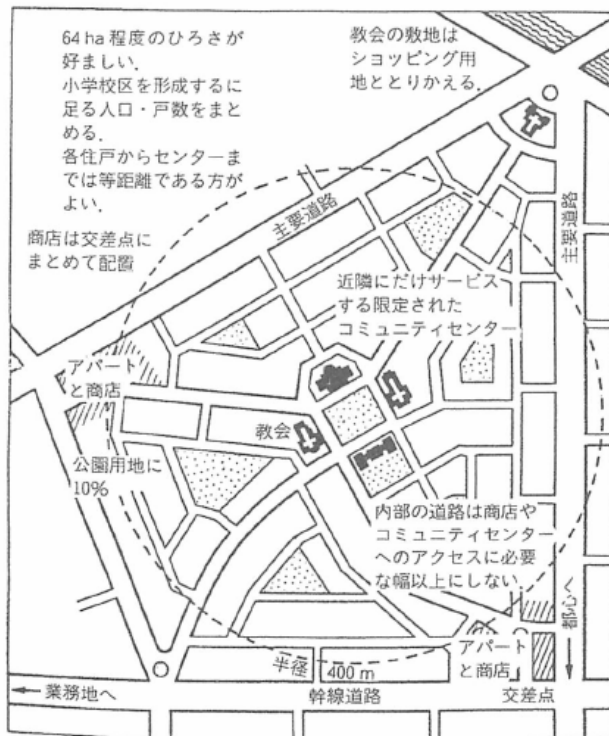 64 ha 程度のひろさが
好ましい.
小学校区を形成するに
足る人口・戸数をまと
める.
各住戸からセンターま
では等距離である方が
よい.
教会の敷地は
ショッピング用
地ととりかえる.
商店は交差点に
まとめて配置
主要道路
主要道路
近隣にだけサービス
する限定された
コミュニティセンター
アパート
と商店
教会
公園用地に
10%
内部の道路は商店や
コミュニティセンター
へのアクセスに必要
な幅以上にしない.
都心へ
アパート
と商店
半径 400 m
業務地へ
幹線道路
交差点